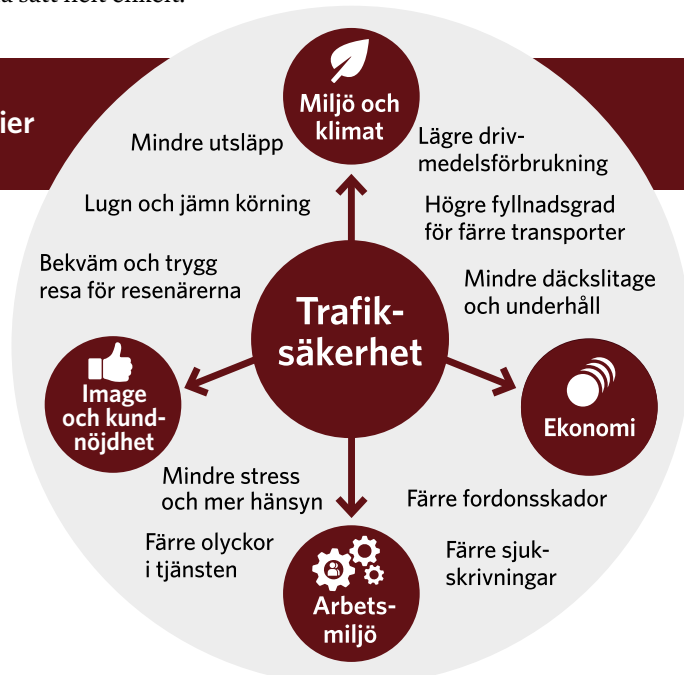 ier
Miljö och
klimat
Mindre utsläpp
Lägre driv-
medelsförbrukning
Lugn och jämn körning
Högre fyllnadsgrad
för färre transporter
Bekväm och trygg
resa för resenärerna
Mindre däckslitage
och underhåll
Trafik-
säkerhet
Image
och kund-
nöjdhet
Ekonomi
Mindre stress
och mer hänsyn
Färre fordonsskador
Färre olyckor
i tjänsten
Färre sjuk-
skrivningar
Arbets-
miljö